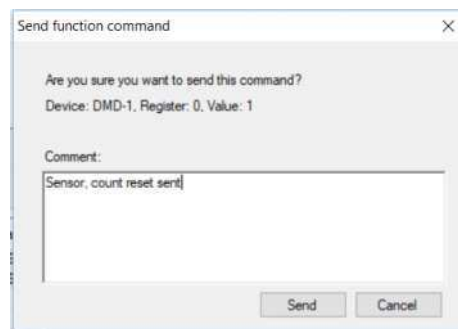 Send function command
Are you sure you want to send this command?
Device: DMD-1, Register: 0, Value: 1
Comment:
Sensor, count reset sent
Send
Cancel